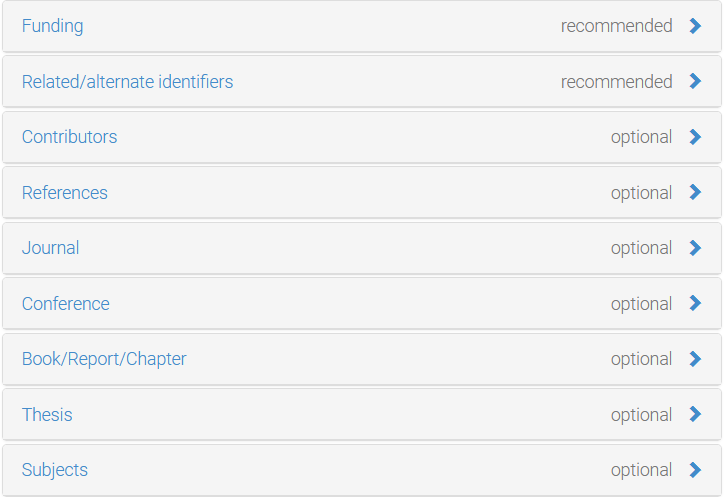 Funding recommended
Related/alternate identifiers recommended
Contributors optional
References optional
Journal optional
Conference optional
Book/Report/Chapter optional
Thesis optional
Subjects optional